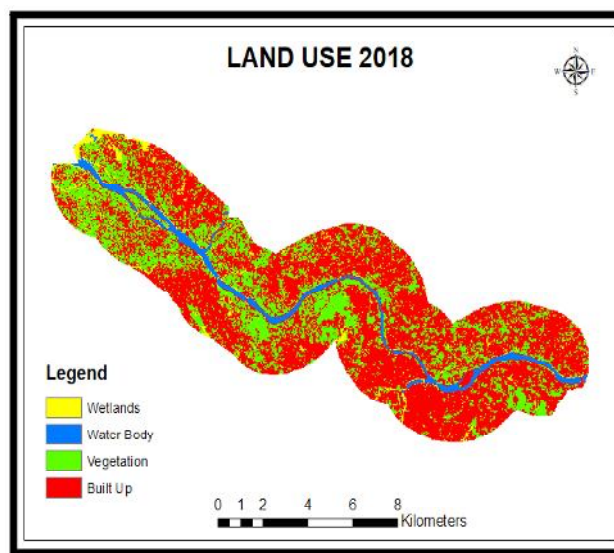 LAND USE 2018
N
W E
S
Legend
Wetlands
Water Body
Vegetation
Built Up
0 1 2 4 6 8
Kilometers